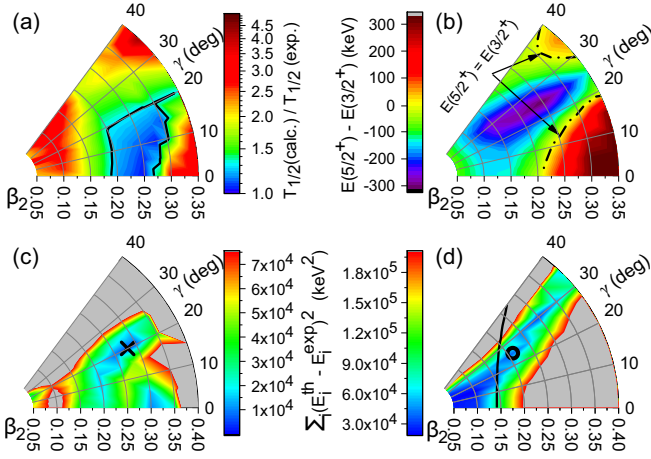 (a)
40
30
γ (deg)
20
10
0
β2
0.05
0.10
0.15
0.20
0.25
0.30
0.35
4.5
4.0
3.5
3.0
2.5
2.0
1.5
1.0
T1/2(calc.) / T1/2 (exp.)
(b)
E(5/2+) - E(3/2+) (keV)
300
200
100
0
-100
-200
-300
E(5/2+) = E(3/2+)
40
30
γ (deg)
20
10
0
β2
0.05
0.10
0.15
0.20
0.25
0.30
0.35
(c)
40
30
γ (deg)
20
10
0
β2
0.05
0.10
0.15
0.20
0.25
0.30
0.35
0.40
7x10^4
6x10^4
5x10^4
4x10^4
3x10^4
2x10^4
1x10^4
Σi(Ei^th - Ei^exp)^2 (keV^2)
(d)
1.8x10^5
1.5x10^5
1.2x10^5
9.0x10^4
6.0x10^4
3.0x10^4
40
30
γ (deg)
20
10
0
β2
0.05
0.10
0.15
0.20
0.25
0.30
0.35
0.40